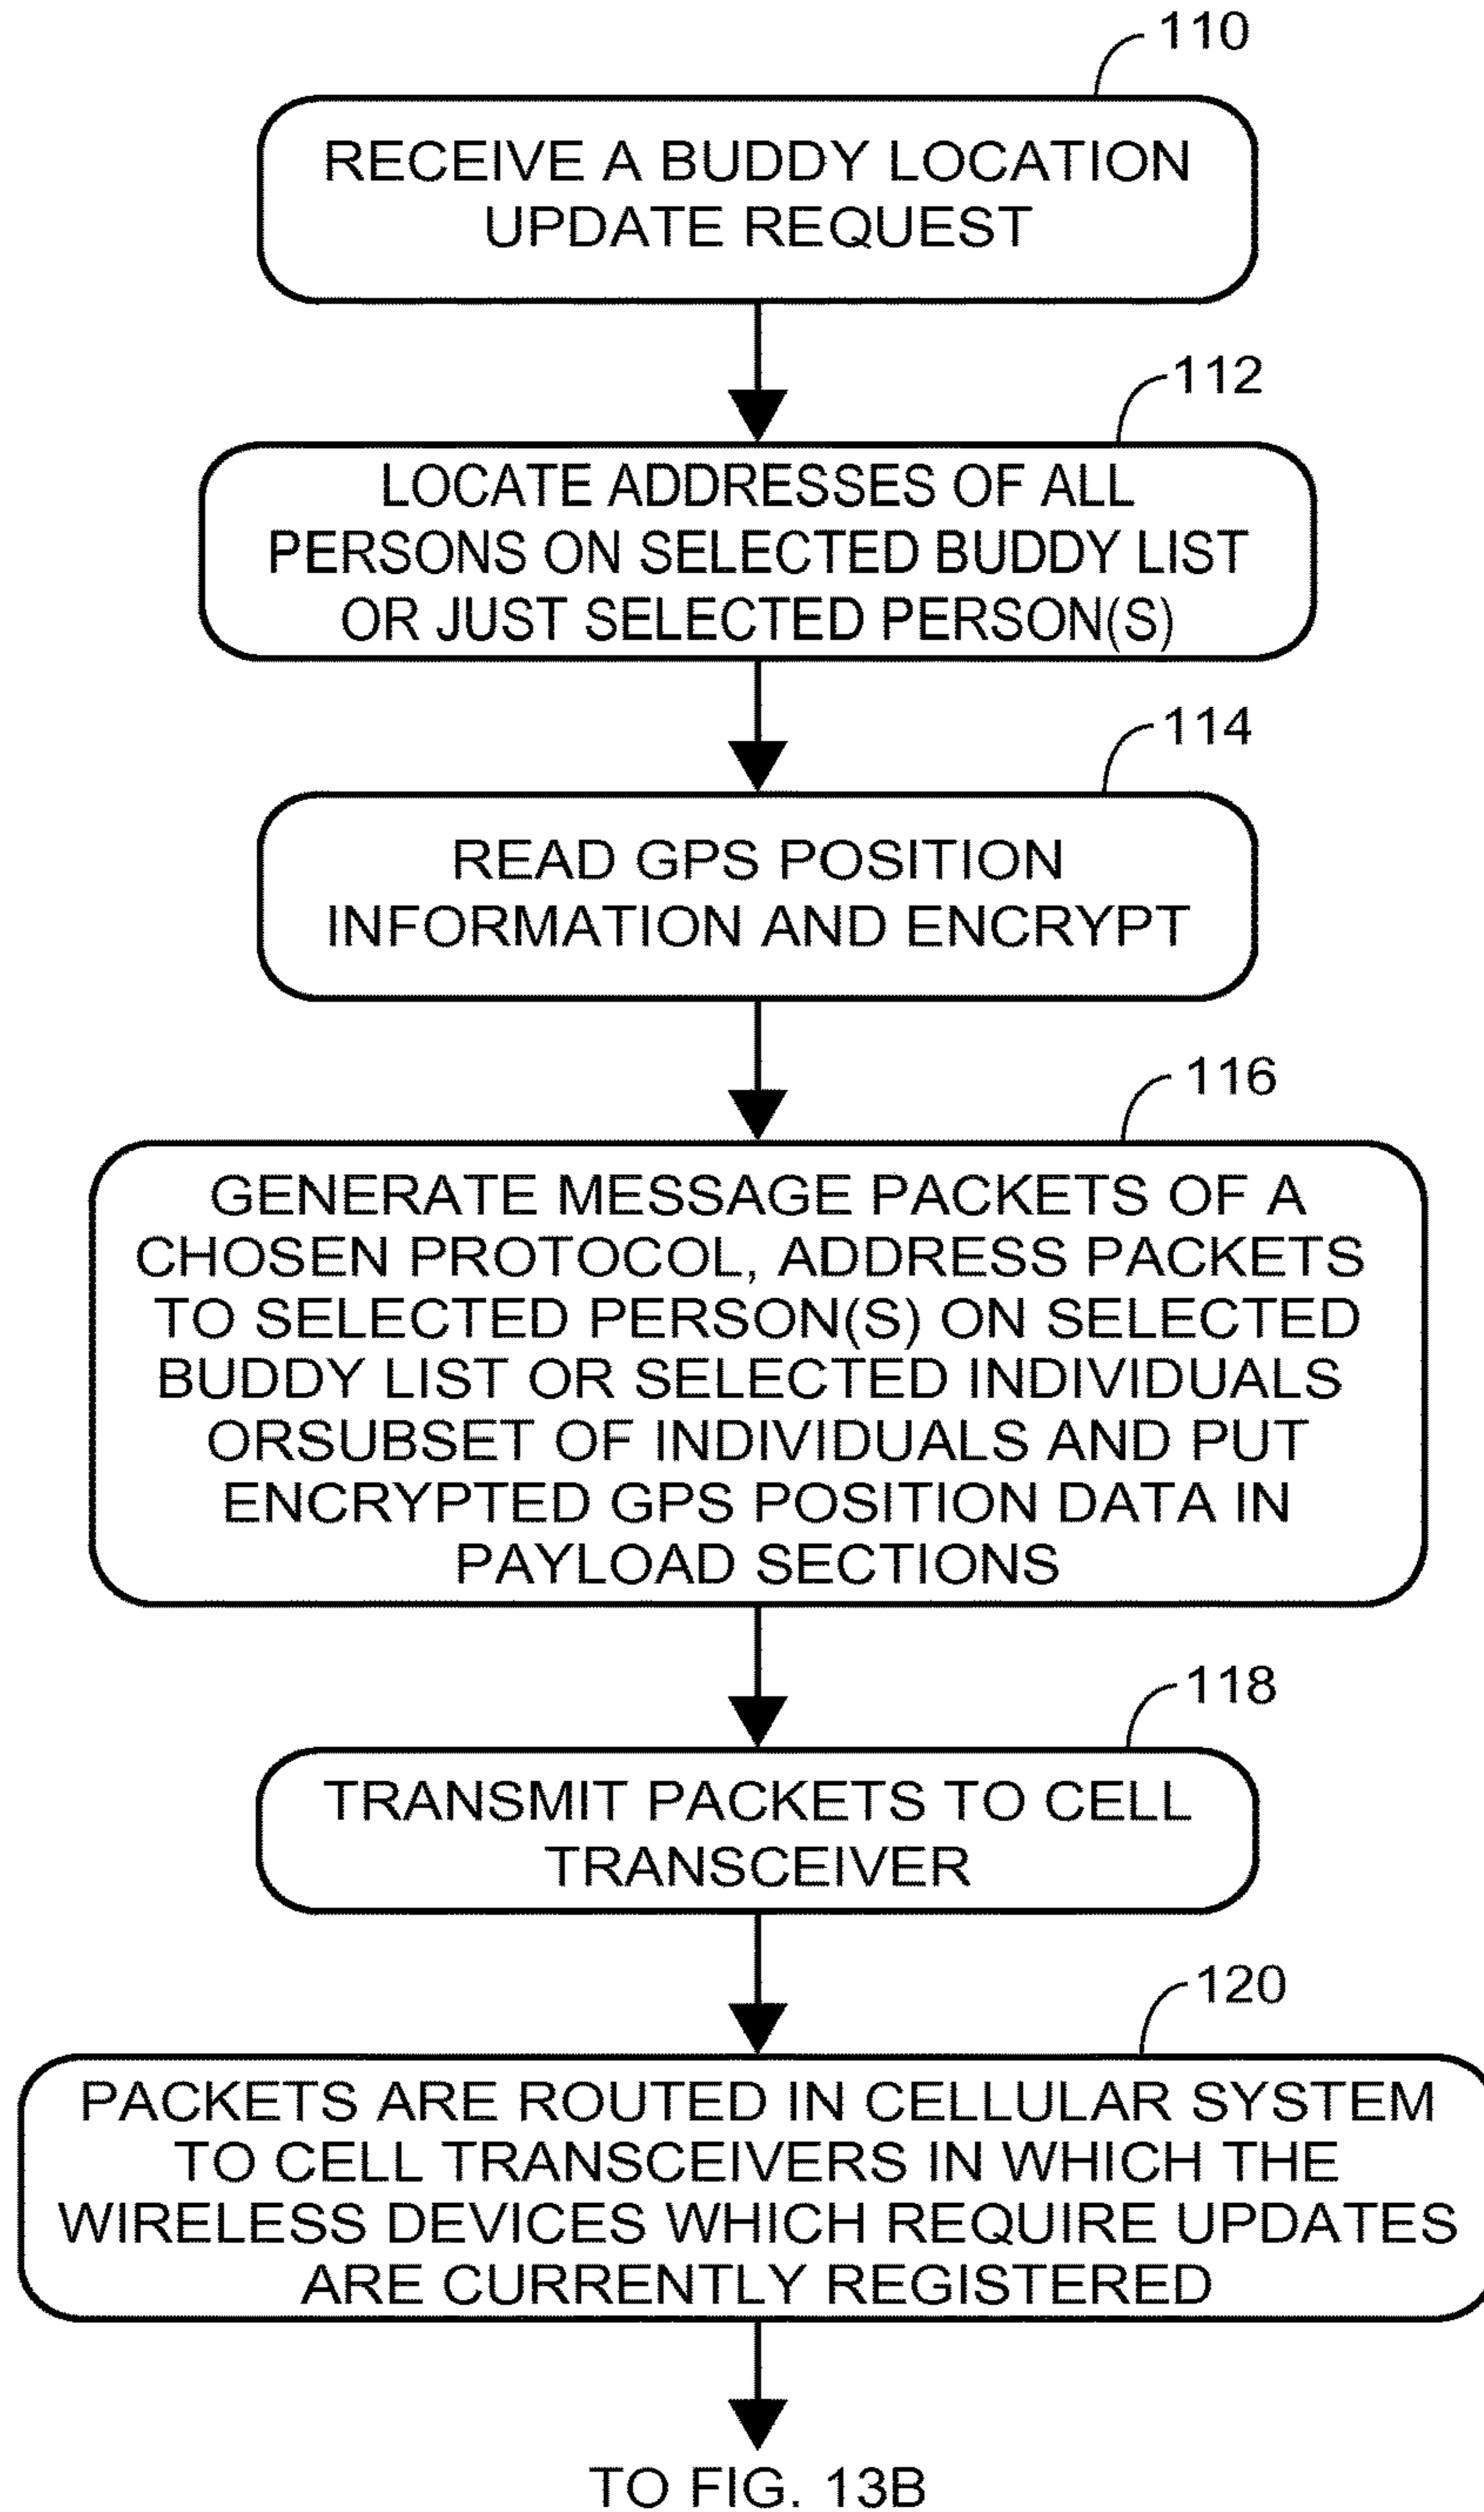 110
RECEIVE A BUDDY LOCATION
UPDATE REQUEST
112
LOCATE ADDRESSES OF ALL
PERSONS ON SELECTED BUDDY LIST
OR JUST SELECTED PERSON(S)
114
READ GPS POSITION
INFORMATION AND ENCRYPT
116
GENERATE MESSAGE PACKETS OF A
CHOSEN PROTOCOL, ADDRESS PACKETS
TO SELECTED PERSON(S) ON SELECTED
BUDDY LIST OR SELECTED INDIVIDUALS
ORSUBSET OF INDIVIDUALS AND PUT
ENCRYPTED GPS POSITION DATA IN
PAYLOAD SECTIONS
118
TRANSMIT PACKETS TO CELL
TRANSCEIVER
120
PACKETS ARE ROUTED IN CELLULAR SYSTEM
TO CELL TRANSCEIVERS IN WHICH THE
WIRELESS DEVICES WHICH REQUIRE UPDATES
ARE CURRENTLY REGISTERED
TO FIG. 13B